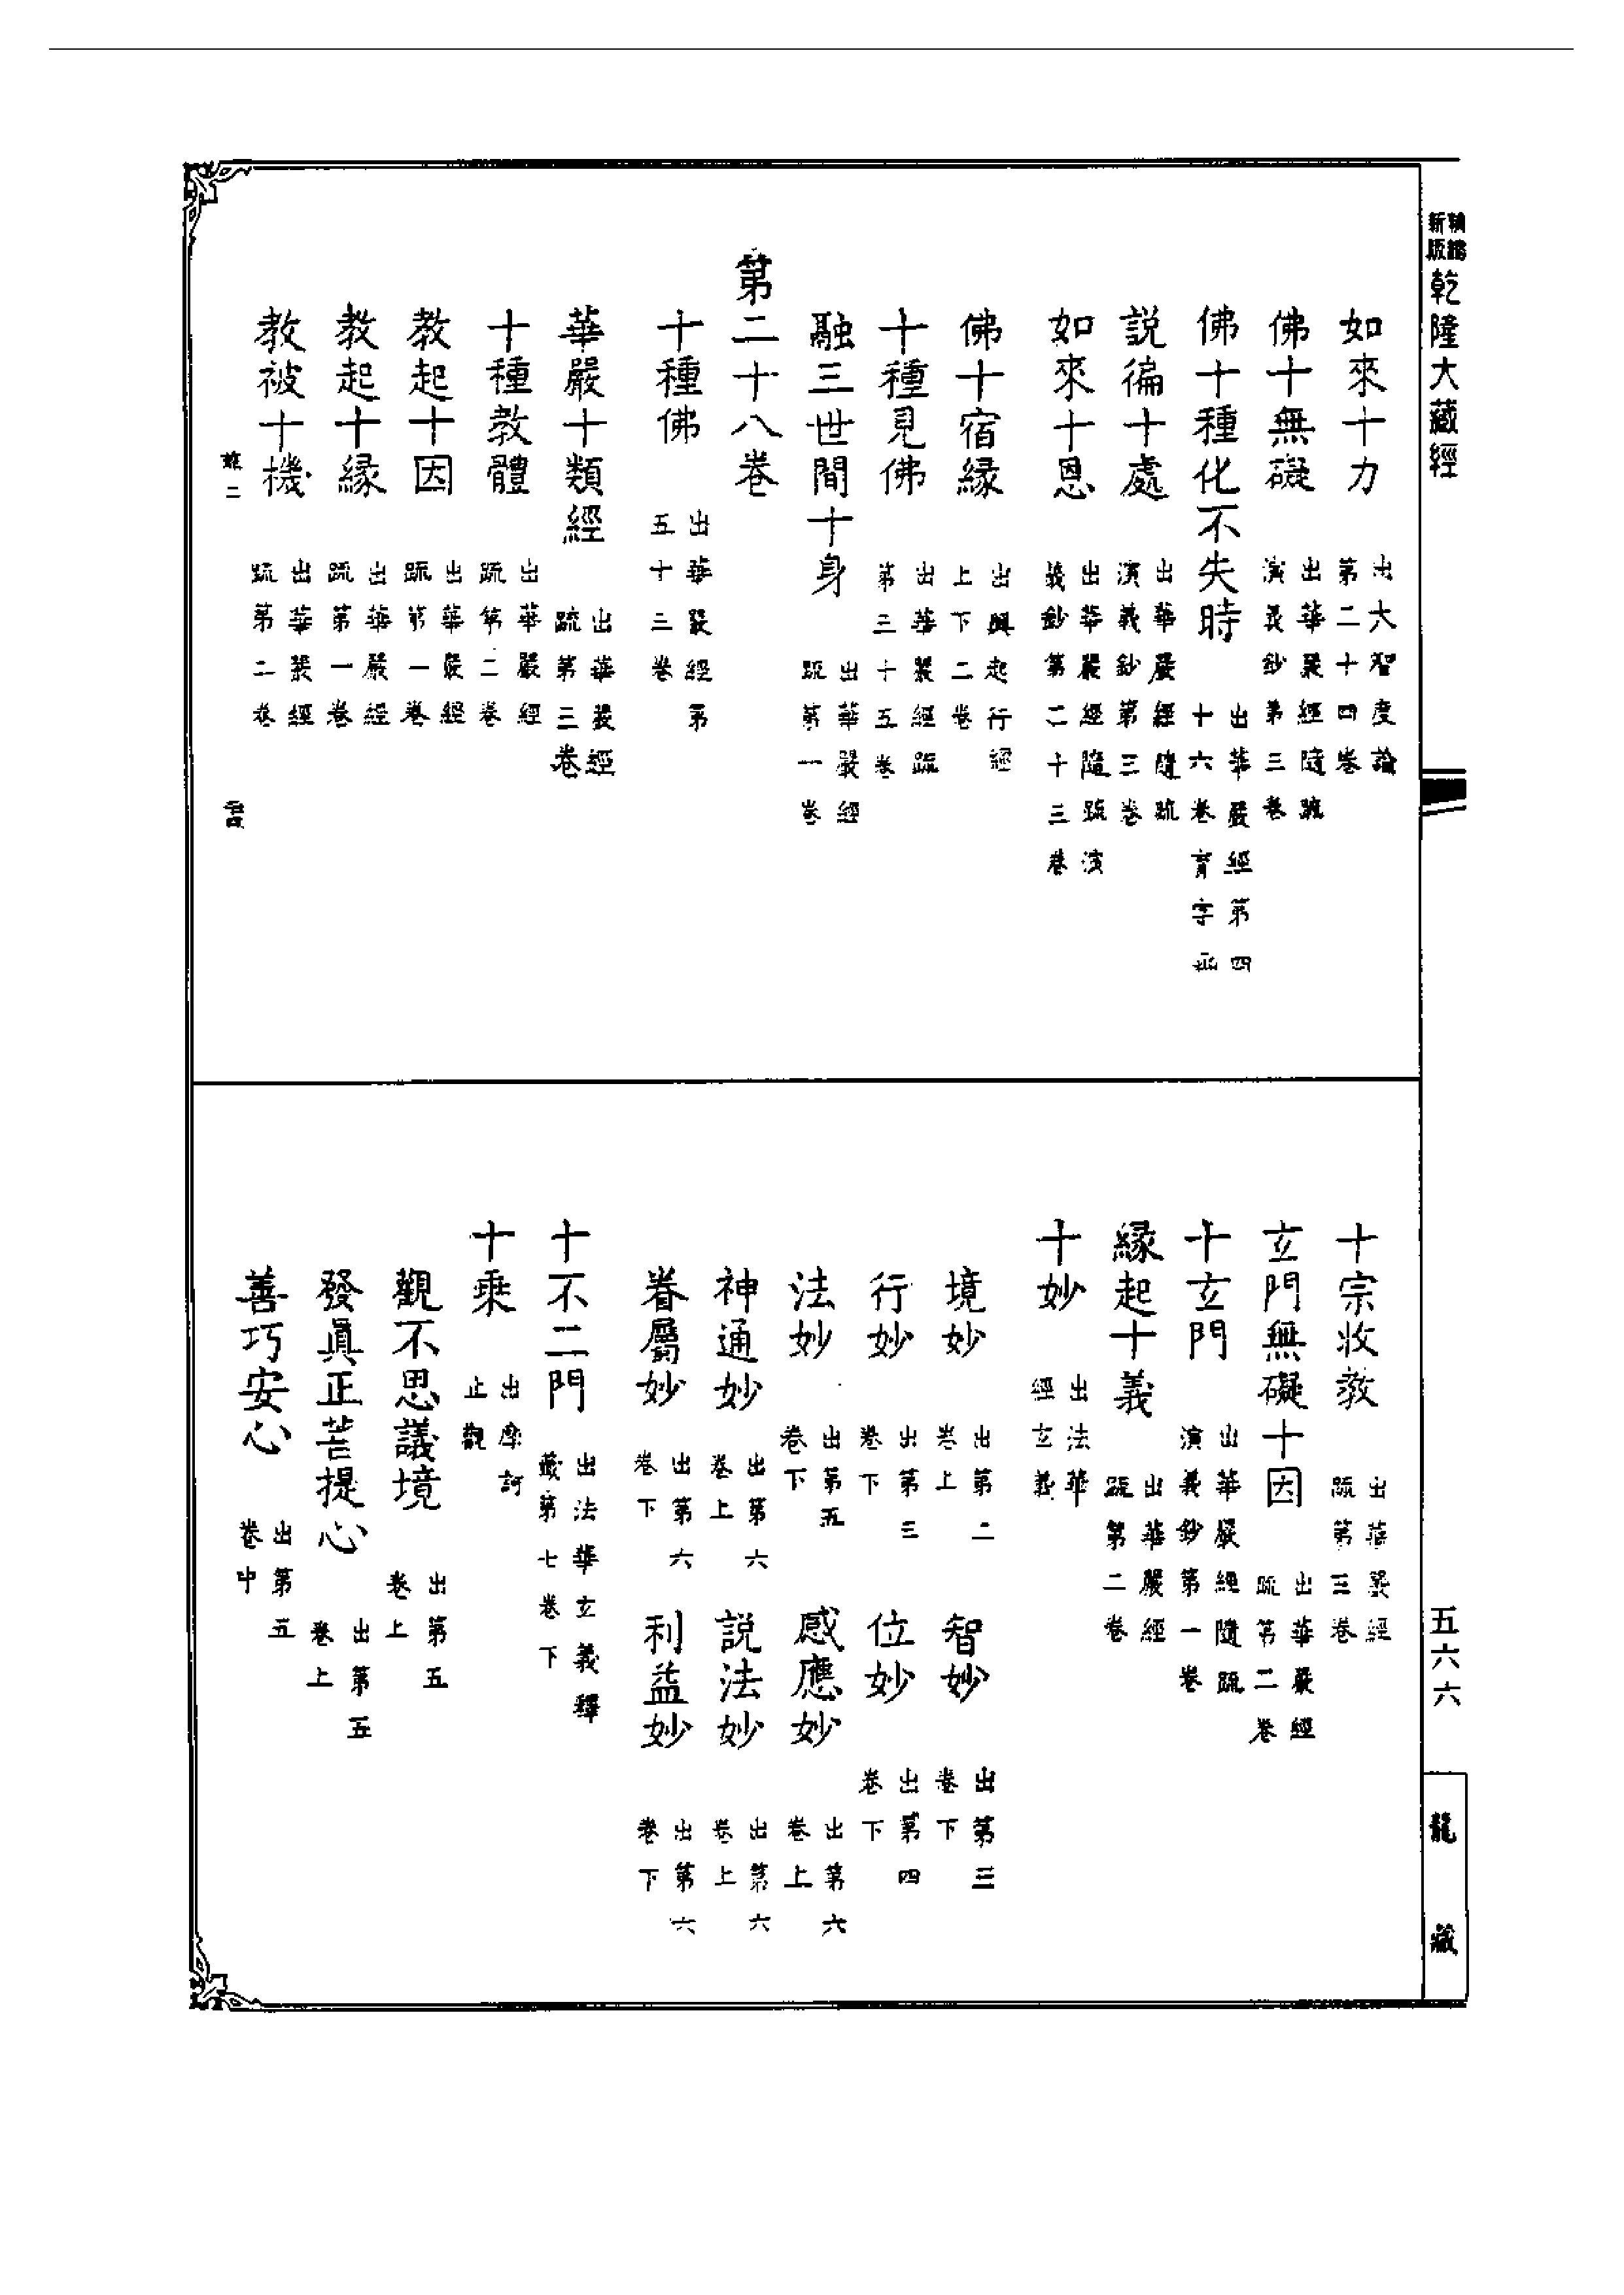 新版精縮乾隆大藏經
如來十力 出大智度論第二十四卷
佛十無礙 出華嚴經隨疏演義鈔第三卷
佛十種化不失時 出華嚴經第四十六卷育字函
說徧十處 出華嚴經隨疏演義鈔第三卷
如來十恩 出華嚴經隨疏演義鈔第二十三卷
佛十宿緣 出興起行經上下二卷
十種見佛 出華嚴經疏第三十五卷
融三世間十身 出華嚴經疏第一卷
第二十八卷
十種佛 出華嚴經第五十三卷
華嚴十類經 出華嚴經疏第三卷
十種教體 出華嚴經疏第二卷
教起十因 出華嚴經疏第一卷
教起十緣 出華嚴經疏第一卷
教被十機 出華嚴經疏第二卷
十宗收教 出華嚴經疏第三卷
玄門無礙十因 出華嚴經疏第二卷
十玄門 出華嚴經隨疏演義鈔第一卷
緣起十義 出華嚴經疏第二卷
十妙 出法華經玄義
境妙 出第二卷上 智妙 出第三卷下
行妙 出第三卷下 位妙 出第四卷下
法妙 出第五卷下 感應妙 出第六卷上
神通妙 出第六卷上 說法妙 出第六卷上
眷屬妙 出第六卷下 利益妙 出第六卷下
十不二門 出法華玄義釋籤第七卷下
十乘 出摩訶止觀
觀不思議境 出第五卷上
發眞正菩提心 出第五卷上
善巧安心 出第五卷中
五六六
龍藏